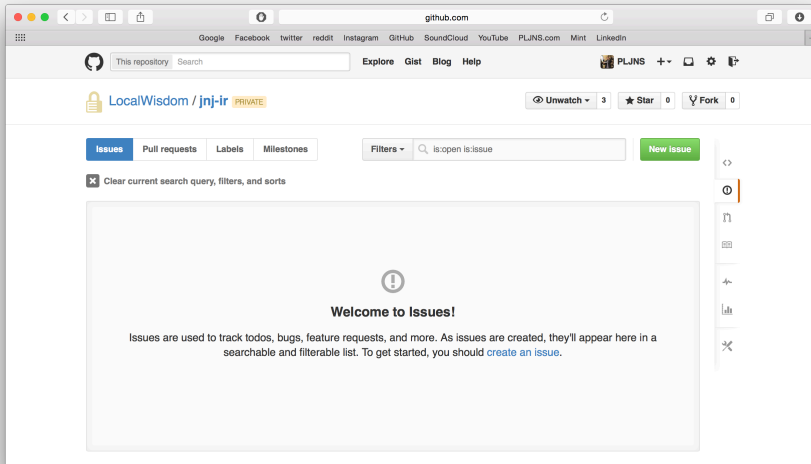 github.com
Google Facebook twitter reddit Instagram GitHub SoundCloud YouTube PLJNS.com Mint LinkedIn
This repository Search Explore Gist Blog Help PLJNS
LocalWisdom / jnj-ir PRIVATE Unwatch 3 Star 0 Fork 0
Issues Pull requests Labels Milestones Filters is:open is:issue New issue
Clear current search query, filters, and sorts
Welcome to Issues!
Issues are used to track todos, bugs, feature requests, and more. As issues are created, they'll appear here in a
searchable and filterable list. To get started, you should create an issue.